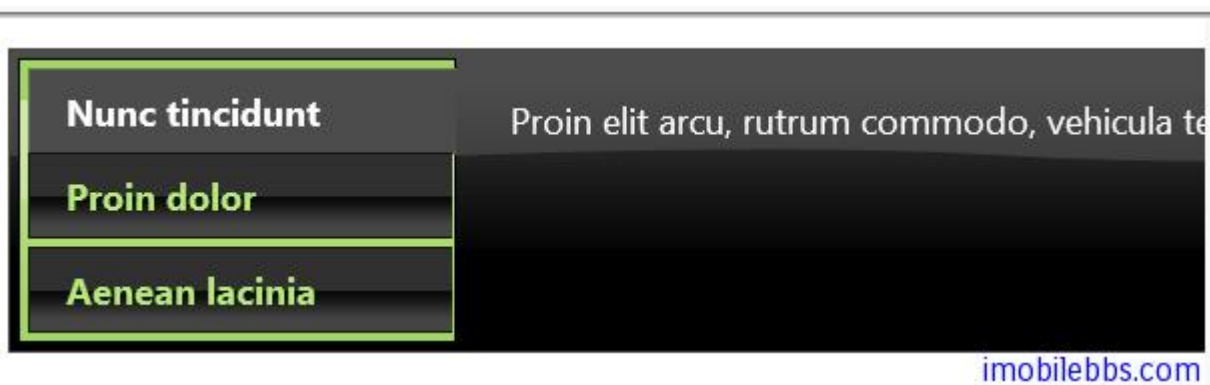 Nunc tincidunt
Proin elit arcu, rutrum commodo, vehicula
Proin dolor
Aenean lacinia
imobilebbs.com